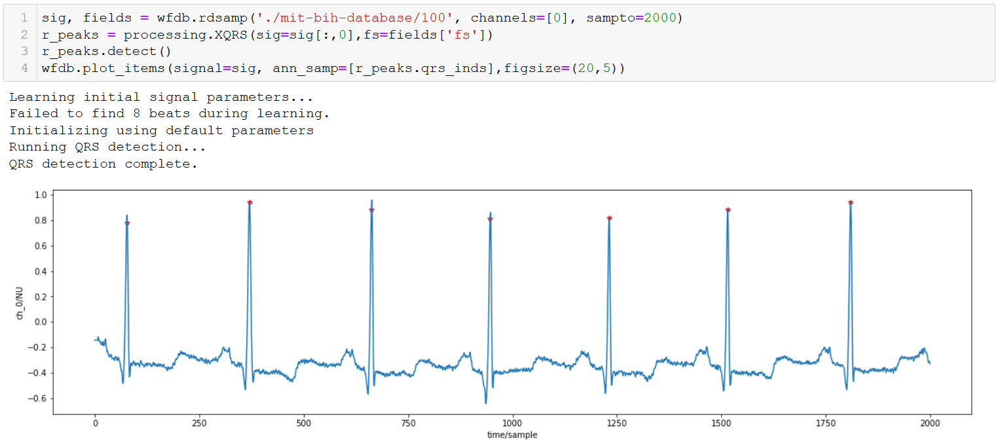 1 sig, fields = wfdb.rdsamp('./mit-bih-database/100', channels=[0], sampto=2000)
2 r_peaks = processing.XQRS(sig=sig[:,0],fs=fields['fs'])
3 r_peaks.detect()
4 wfdb.plot_items(signal=sig, ann_samp=[r_peaks.qrs_inds],figsize=(20,5))
Learning initial signal parameters...
Failed to find 8 beats during learning.
Initializing using default parameters
Running QRS detection...
QRS detection complete.
1.0
0.8
0.6
0.4
0.2
0.0
−0.2
−0.4
−0.6
ch_0/NU
0 250 500 750 1000 1250 1500 1750 2000
time/sample